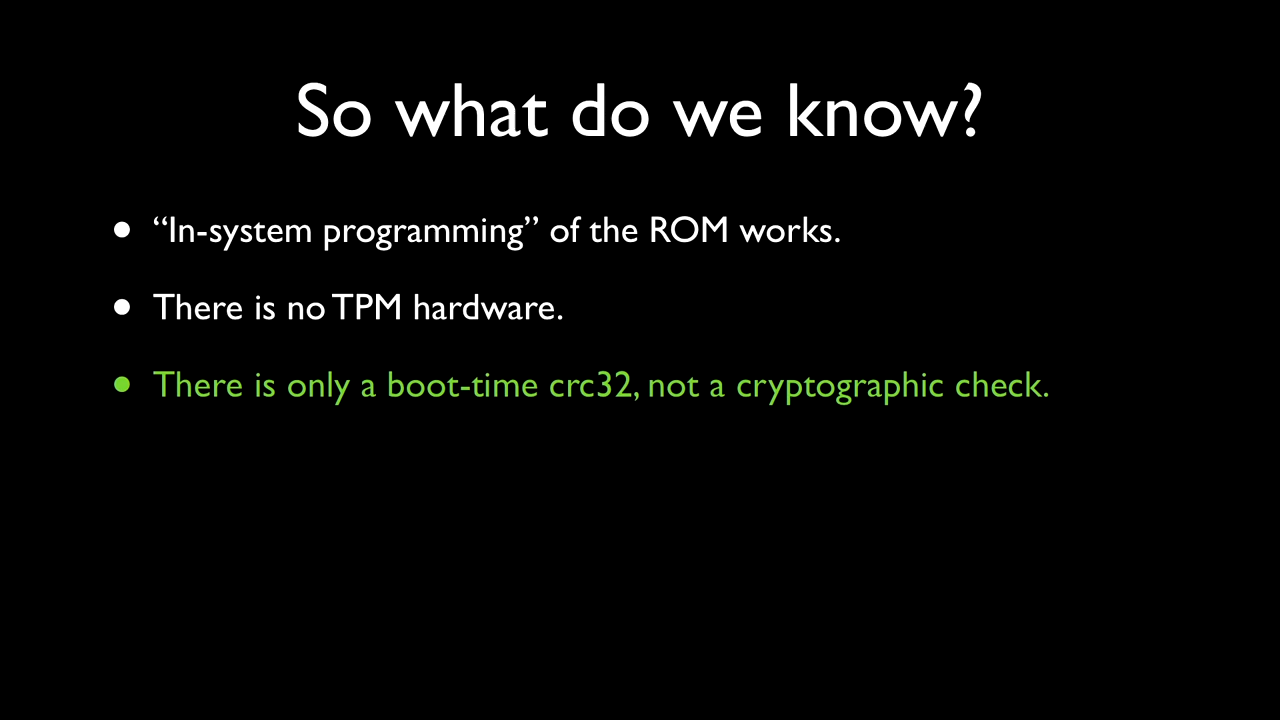 So what do we know?
• “In-system programming” of the ROM works.
• There is no TPM hardware.
• There is only a boot-time crc32, not a cryptographic check.